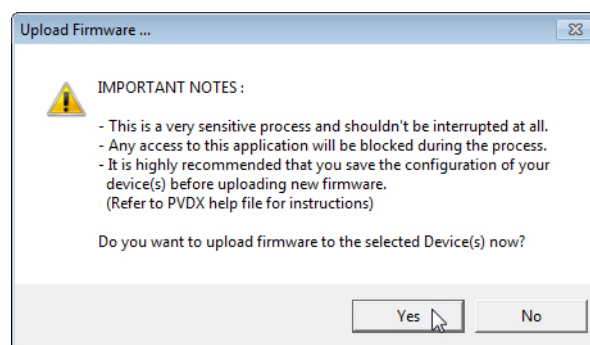 Upload Firmware ...
IMPORTANT NOTES :
- This is a very sensitive process and shouldn't be interrupted at all.
- Any access to this application will be blocked during the process.
- It is highly recommended that you save the configuration of your
device(s) before uploading new firmware.
(Refer to PVDX help file for instructions)
Do you want to upload firmware to the selected Device(s) now?
Yes
No